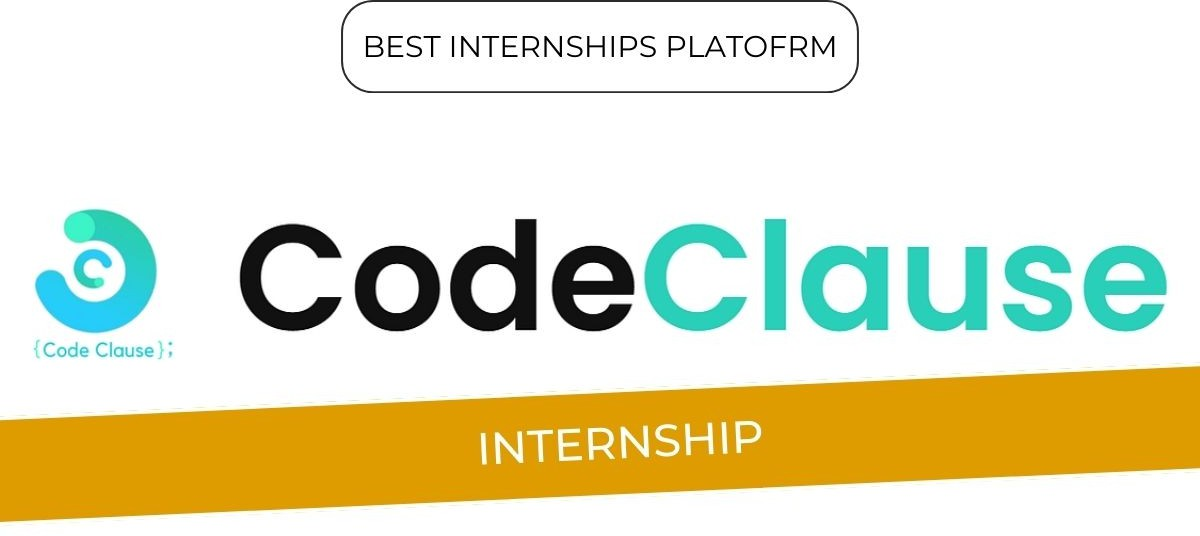 BEST INTERNSHIPS PLATOFRM
CodeClause
{Code Clause};
INTERNSHIP